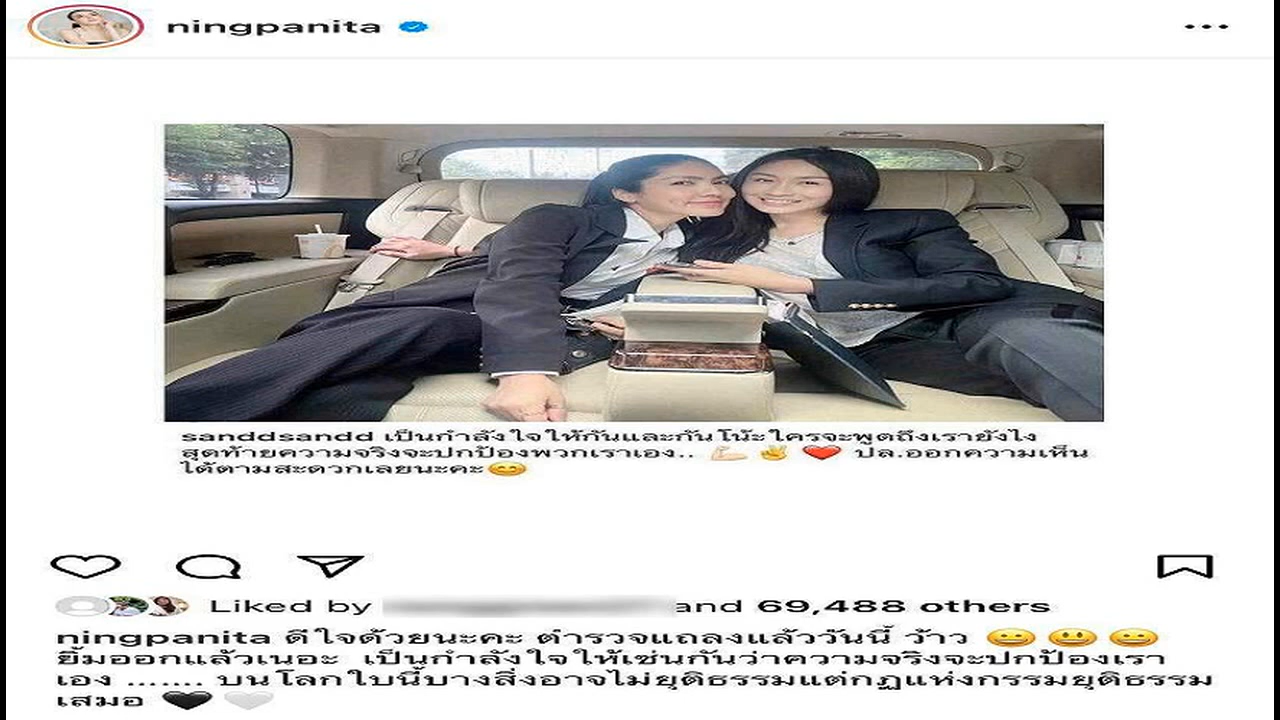 ningpanita
sanddsandd เป็นกำลังใจให้กันและกันโน้ะใครจะพูดถึงเรายังไง
สุดท้ายความจริงจะปกป้องพวกเราเอง.. 💪🏻✌️❤️ ปล.ออกความเห็น
ได้ตามสะดวกเลยนะคะ😊
Liked by
and 69,488 others
ningpanita ดีใจด้วยนะคะ ตำรวจแถลงแล้ววันนี้ ว้าว 😀😃😀
ยิ้มออกแล้วเนอะ เป็นกำลังใจให้เช่นกันว่าความจริงจะปกป้องเรา
เอง ....... บนโลกใบนี้บางสิ่งอาจไม่ยุติธรรมแต่กฎแห่งกรรมยุติธรรม
เสมอ 🖤🤍